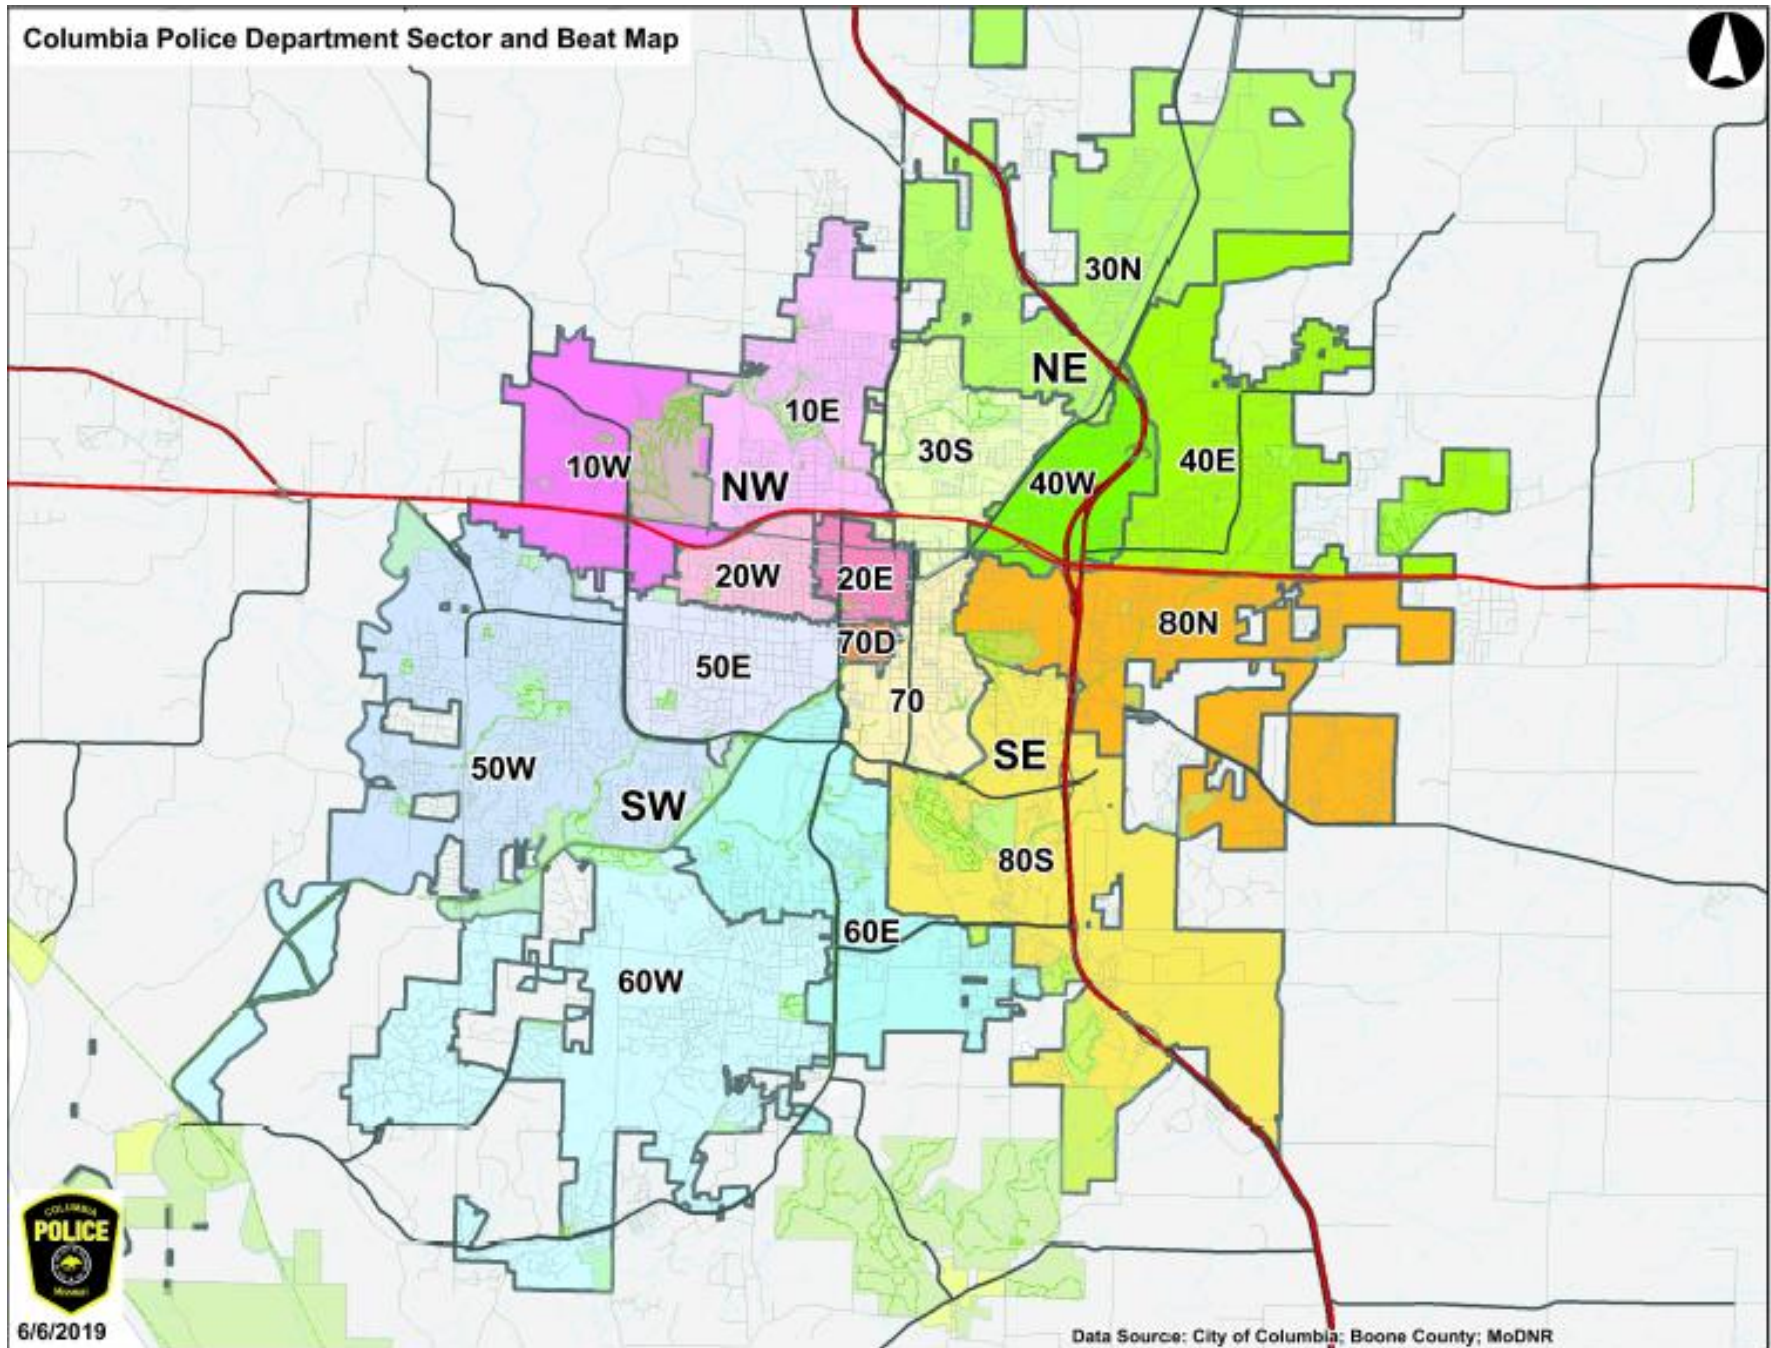 Columbia Police Department Sector and Beat Map
30N
NE
10E
30S
10W
NW
40W
40E
20W
20E
80N
70D
50E
70
SE
50W
SW
80S
60E
60W
COLUMBIA
POLICE
Missouri
6/6/2019
Data Source: City of Columbia; Boone County; MoDNR